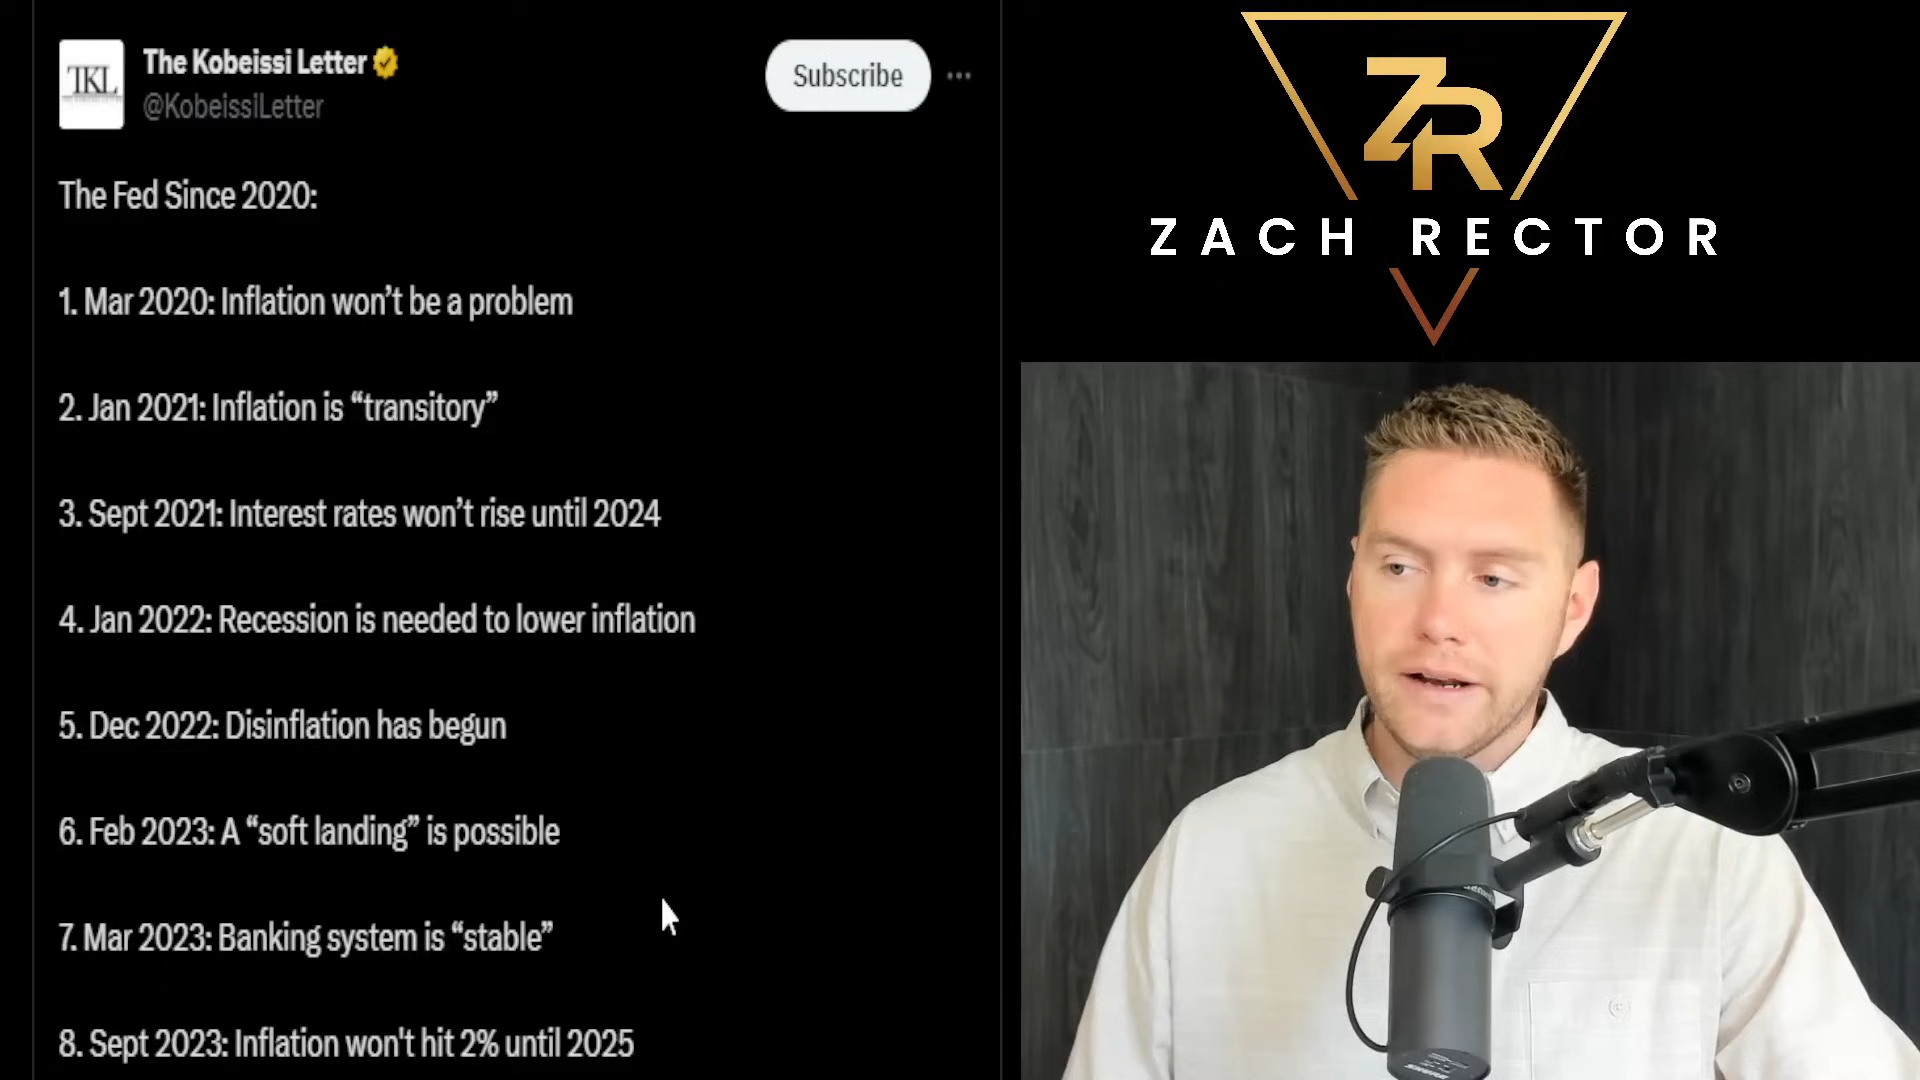 TKL
The Kobeissi Letter
@KobeissiLetter
Subscribe
The Fed Since 2020:
1. Mar 2020: Inflation won’t be a problem
2. Jan 2021: Inflation is “transitory”
3. Sept 2021: Interest rates won’t rise until 2024
4. Jan 2022: Recession is needed to lower inflation
5. Dec 2022: Disinflation has begun
6. Feb 2023: A “soft landing” is possible
7. Mar 2023: Banking system is “stable”
8. Sept 2023: Inflation won't hit 2% until 2025
ZR
ZACH RECTOR
SHURE